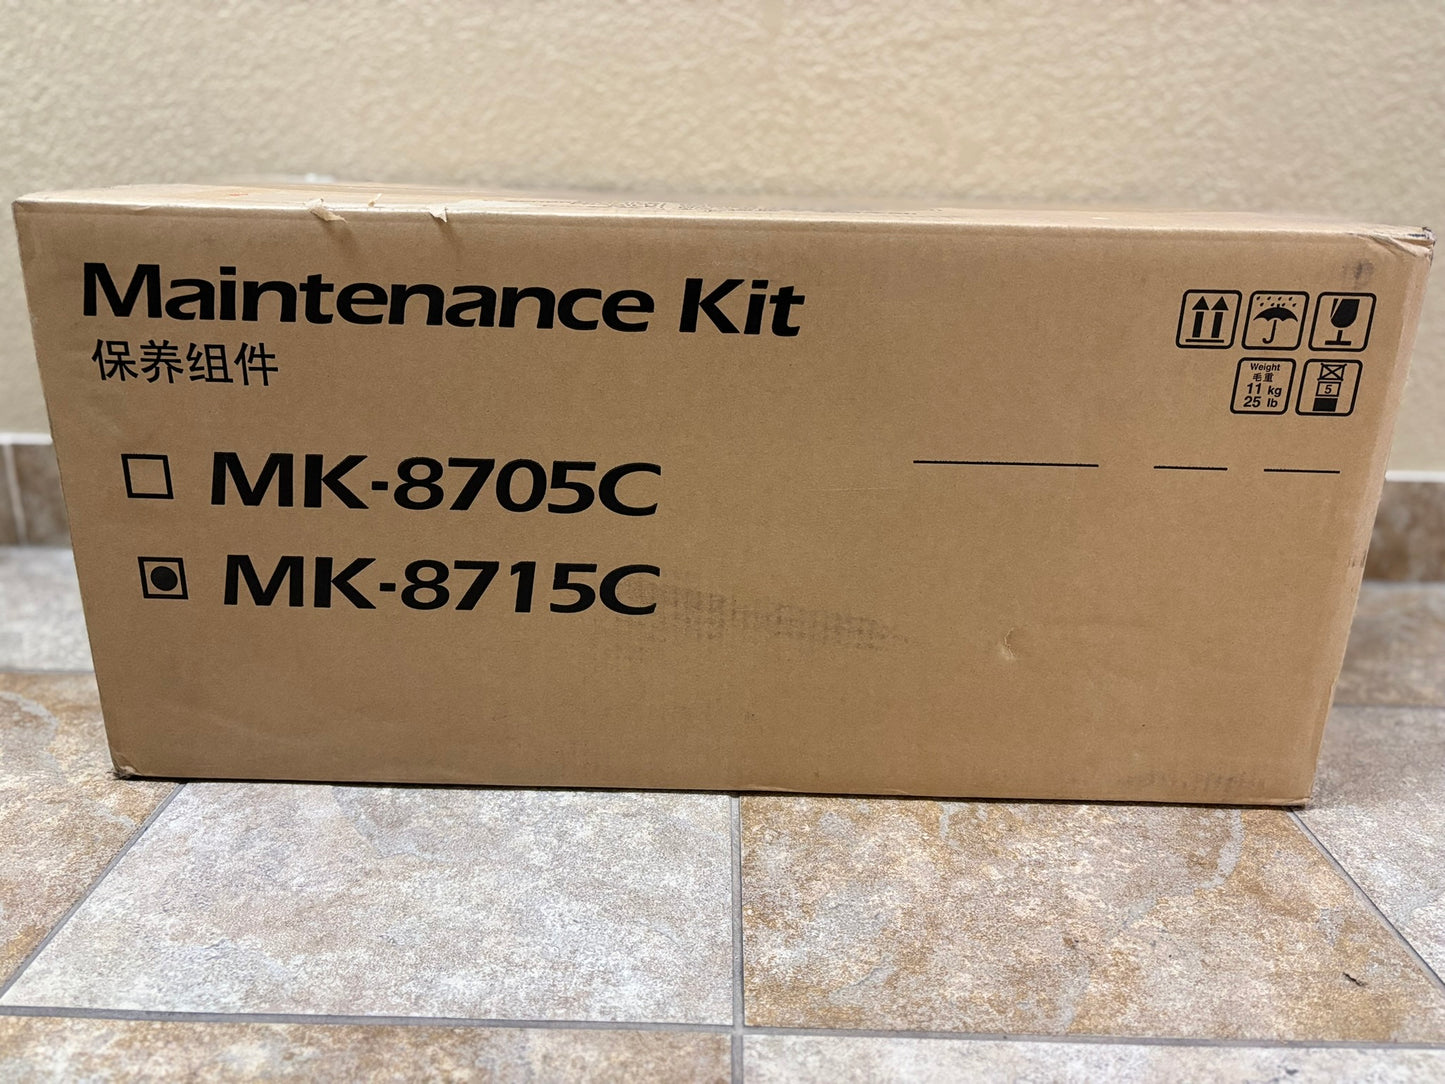 Maintenance Kit
保养组件
MK-8705C
MK-8715C
Weight
毛重
11 kg
25 lb
5